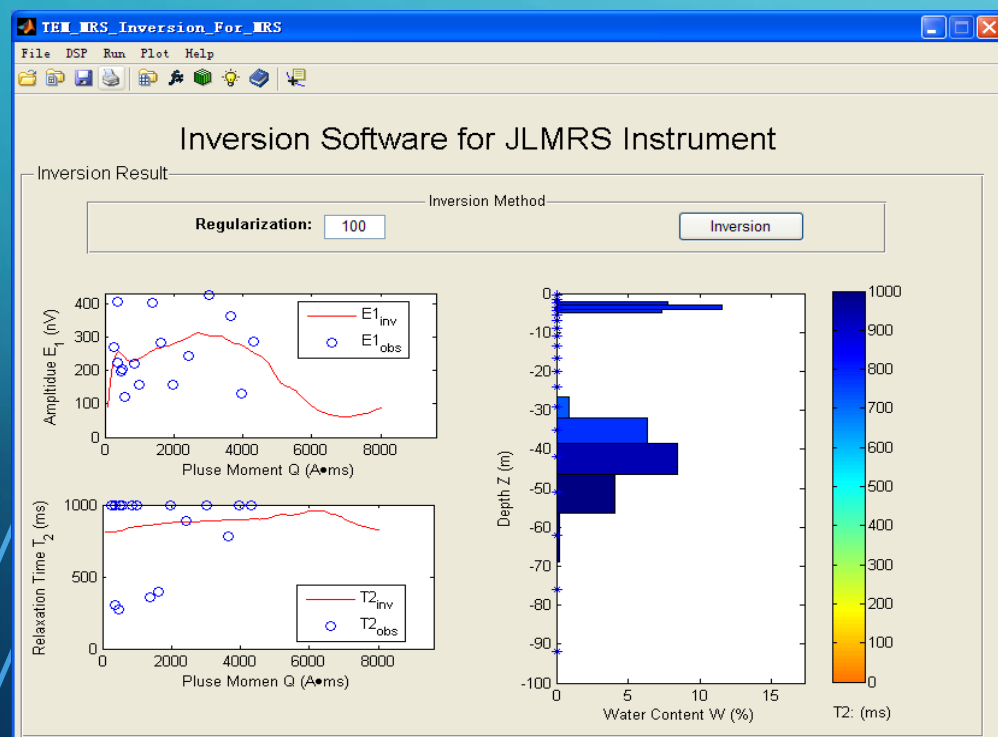 TEM_MRS_Inversion_For_MRS
File DSP Run Plot Help
Inversion Software for JLMRS Instrument
Inversion Result
Inversion Method
Regularization: 100 Inversion
400
300
200
100
0
Ampltidue E1 (nV)
E1inv
E1obs
0 2000 4000 6000 8000
Pluse Moment Q (A•ms)
1000
500
0
Relaxation Time T2 (ms)
T2inv
T2obs
0 2000 4000 6000 8000
Pluse Momen Q (A•ms)
0
-10
-20
-30
-40
-50
-60
-70
-80
-90
-100
Depth Z (m)
0 5 10 15
Water Content W (%)
1000
900
800
700
600
500
400
300
200
100
0
T2: (ms)